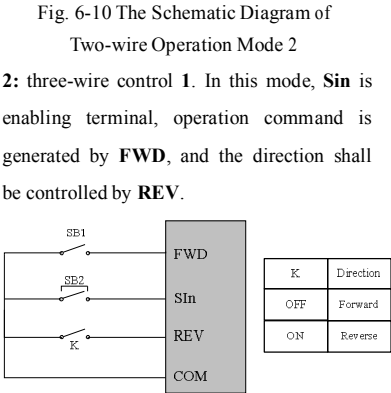 Fig. 6-10 The Schematic Diagram of
Two-wire Operation Mode 2
2: three-wire control 1. In this mode, Sin is
enabling terminal, operation command is
generated by FWD, and the direction shall
be controlled by REV.
SB1
FWD
SB2
SIn
REV
K
COM
K Direction
OFF Forward
ON Reverse